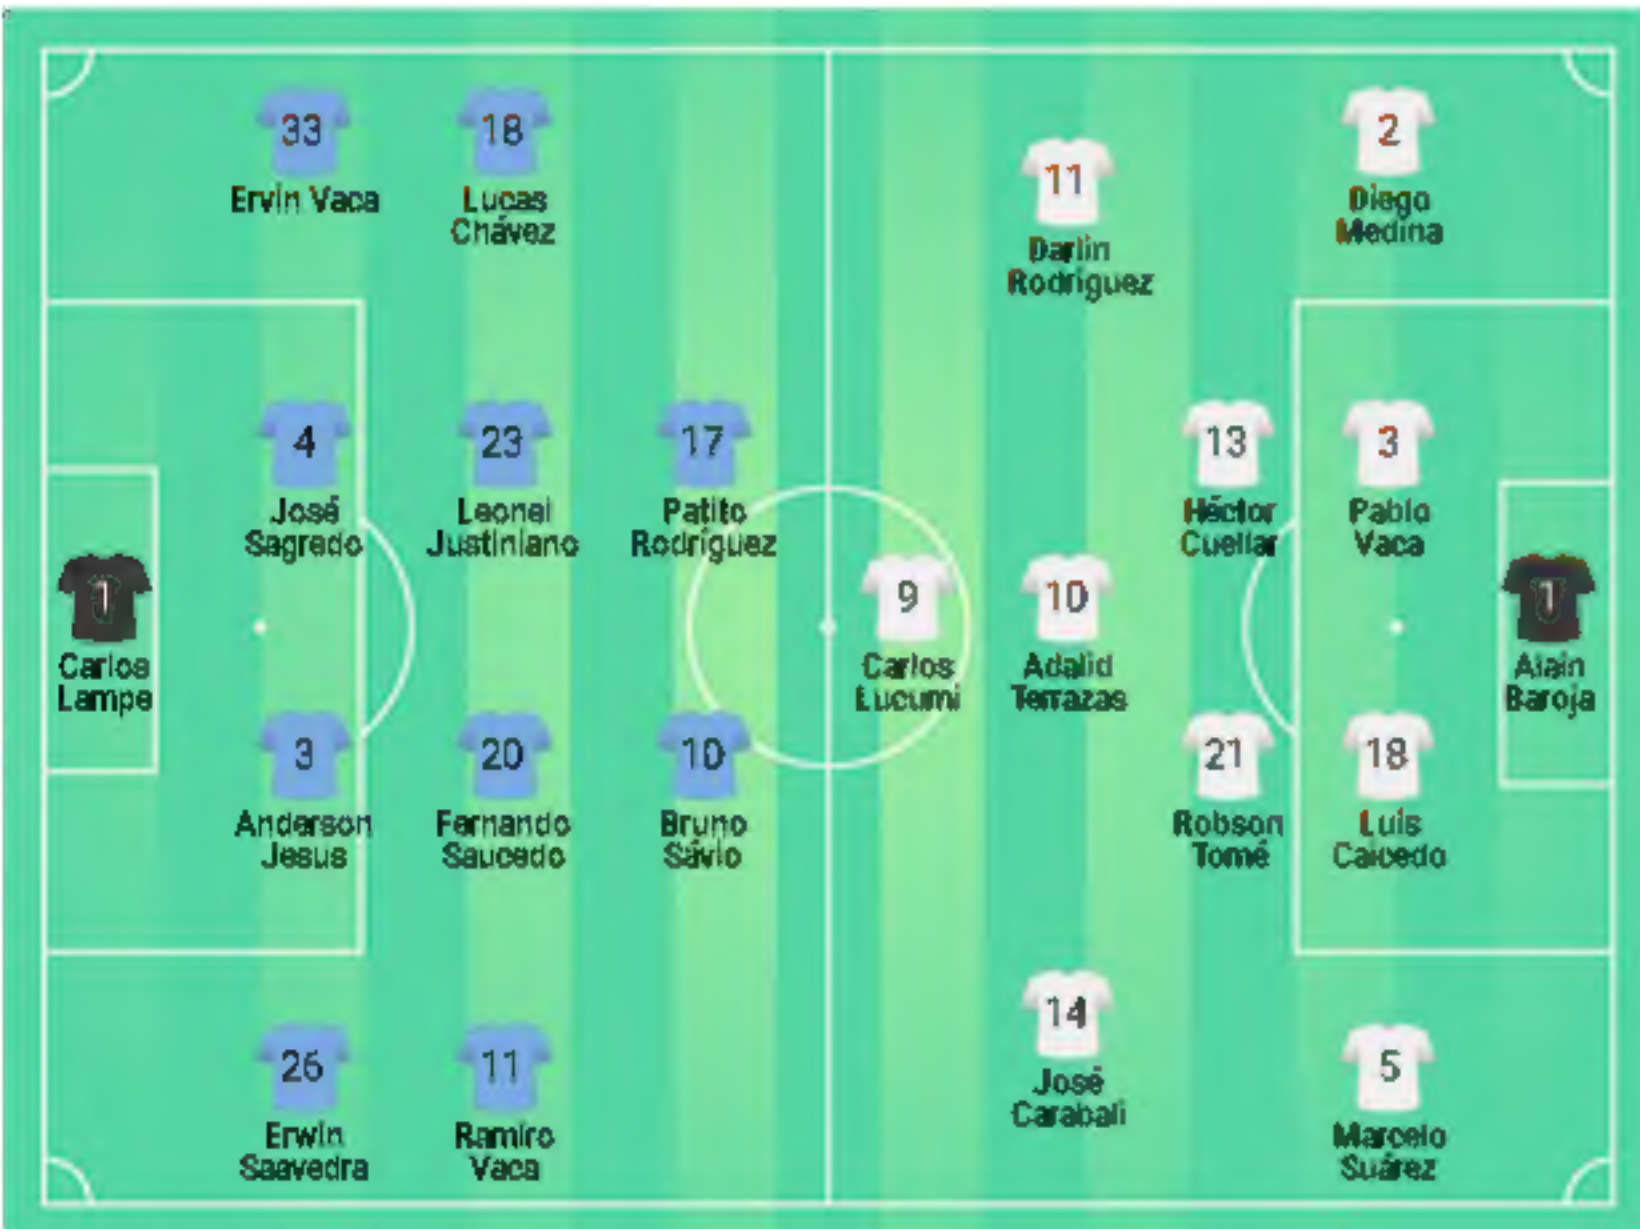 1
Carlos
Lampe
33
Ervin Vaca
4
José
Sagredo
3
Anderson
Jesus
26
Erwin
Saavedra
18
Lucas
Chávez
23
Leonel
Justiniano
20
Fernando
Saucedo
11
Ramiro
Vaca
17
Patito
Rodríguez
10
Bruno
Sávio
9
Carlos
Lucumi
11
Darlin
Rodríguez
10
Adalid
Terrazas
14
José
Carabali
13
Héctor
Cuellar
21
Robson
Tomé
2
Diego
Medina
3
Pablo
Vaca
18
Luis
Caicedo
5
Marcelo
Suárez
1
Alain
Baroja